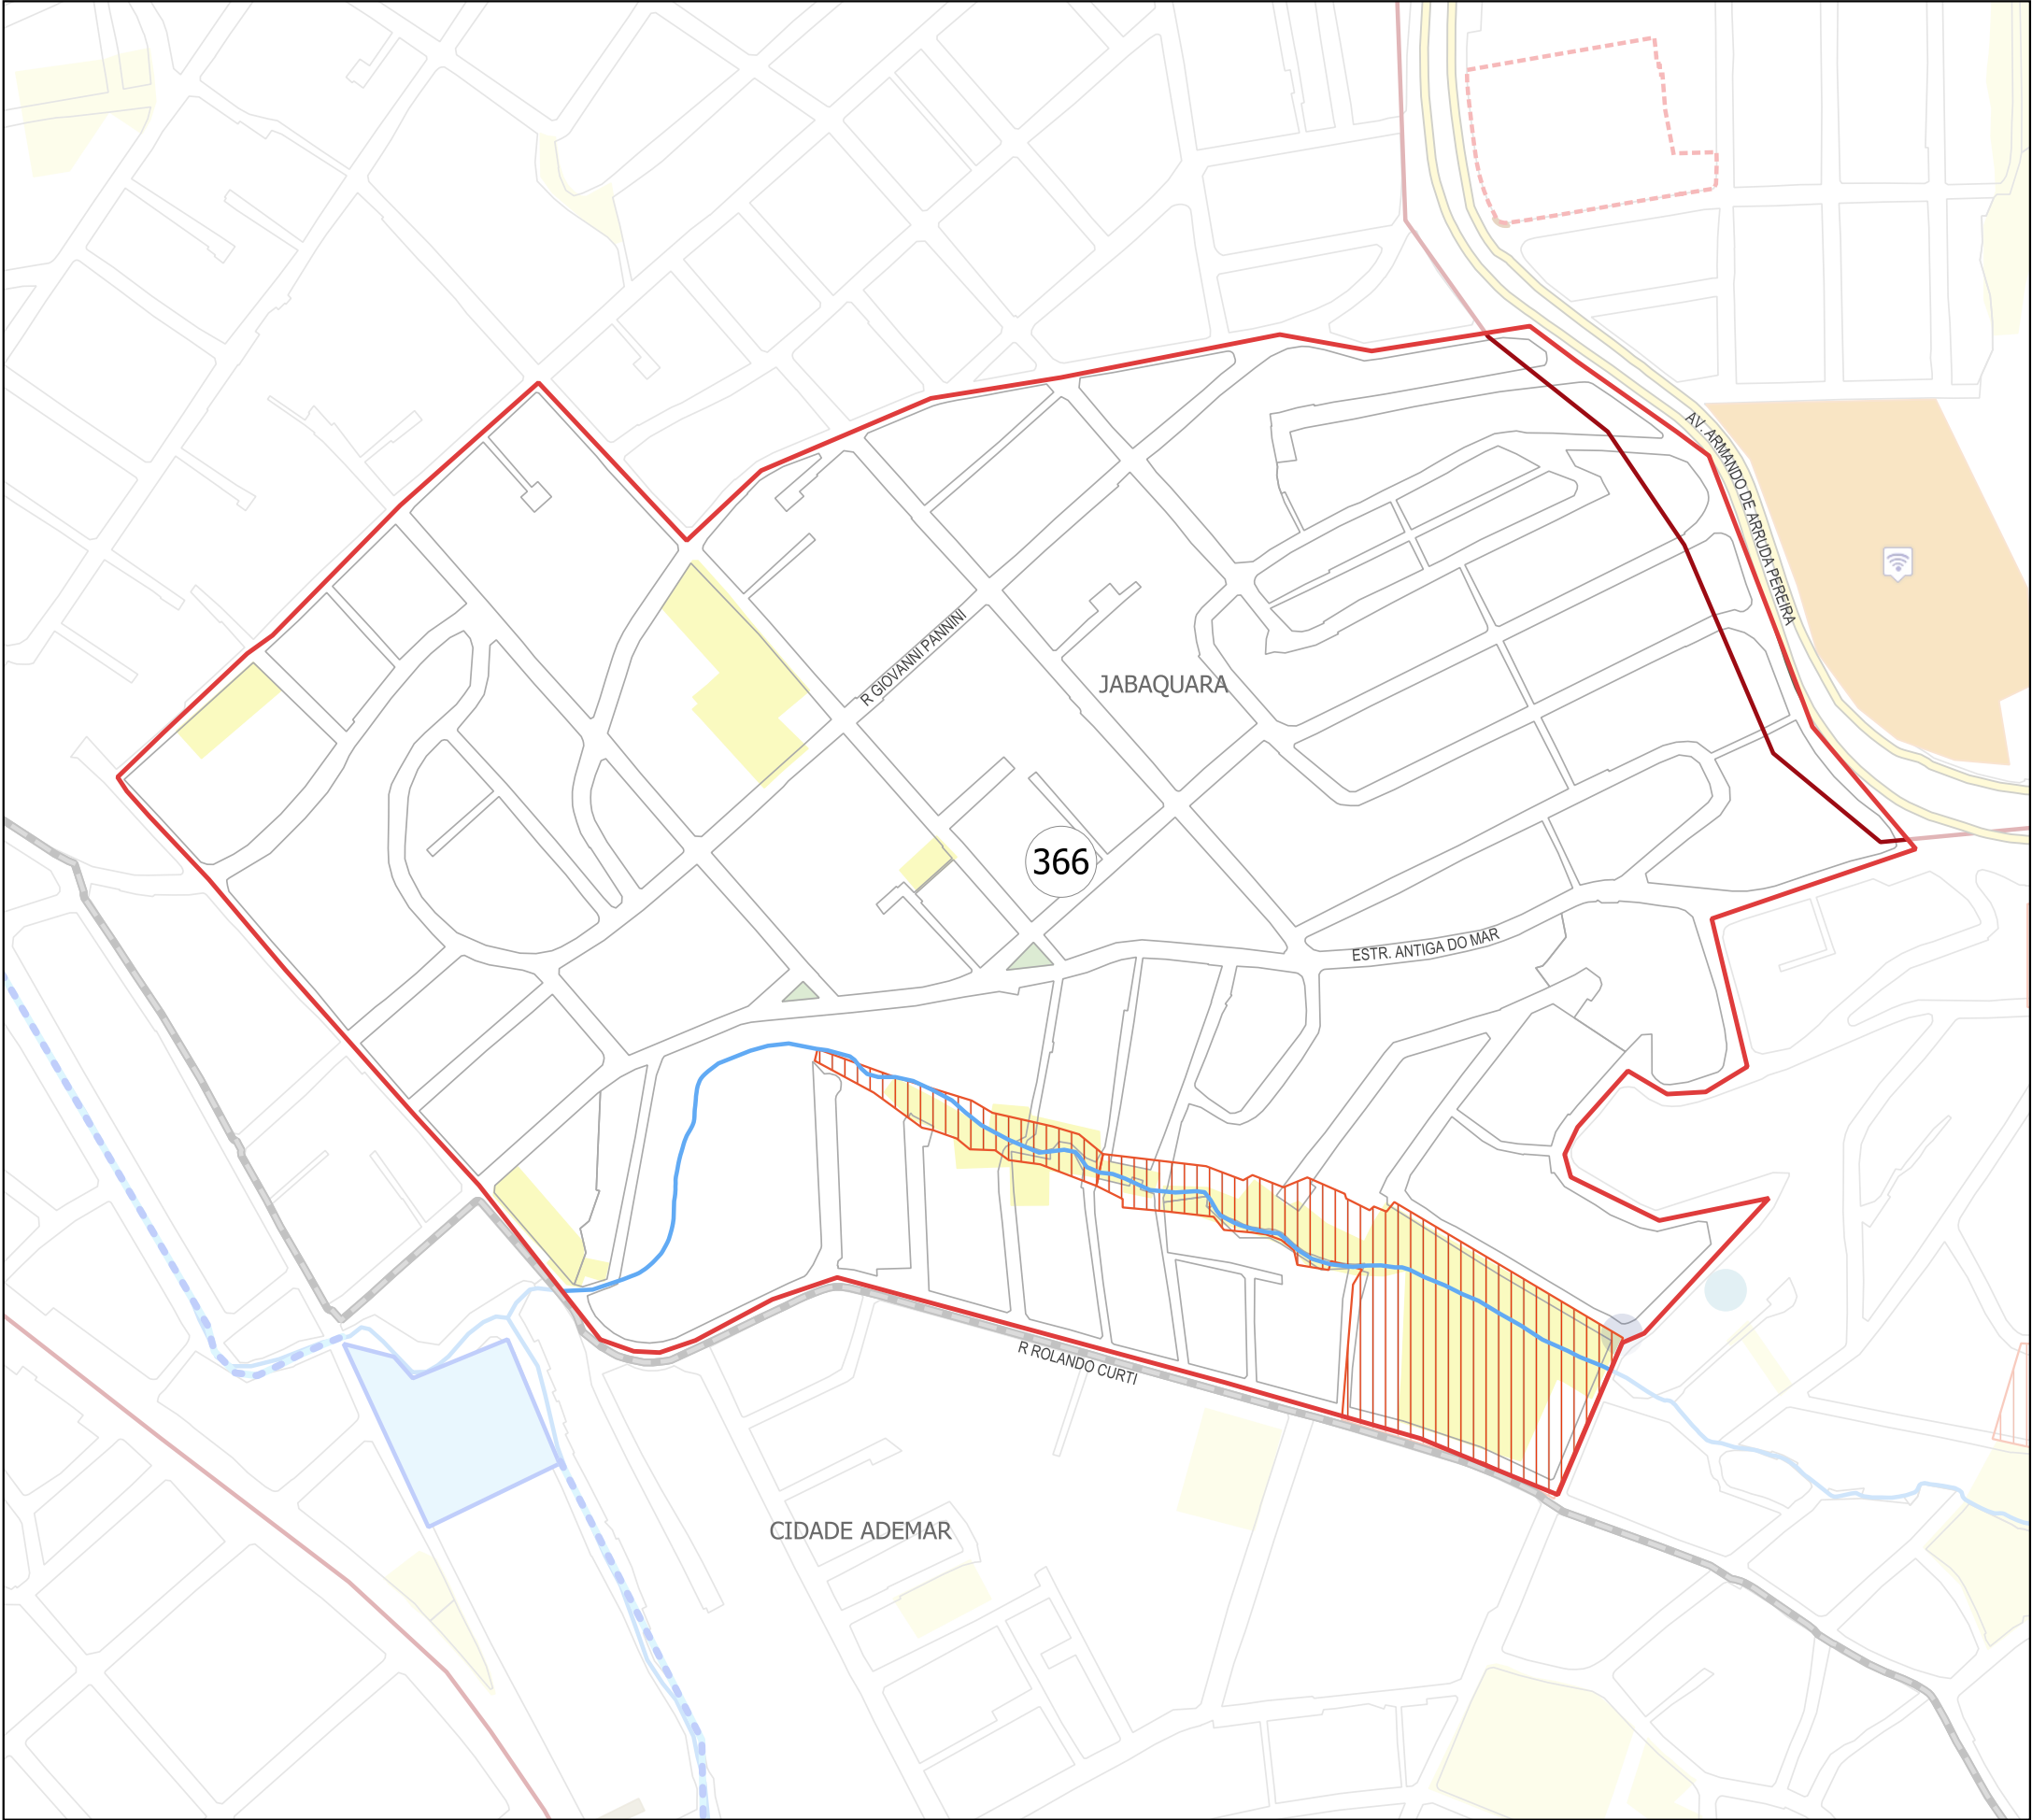 AV. ARMANDO DE ARRUDA PEREIRA
R GIOVANNI PANNINI
JABAQUARA
366
ESTR. ANTIGA DO MAR
R ROLANDO CURTI
CIDADE ADEMAR